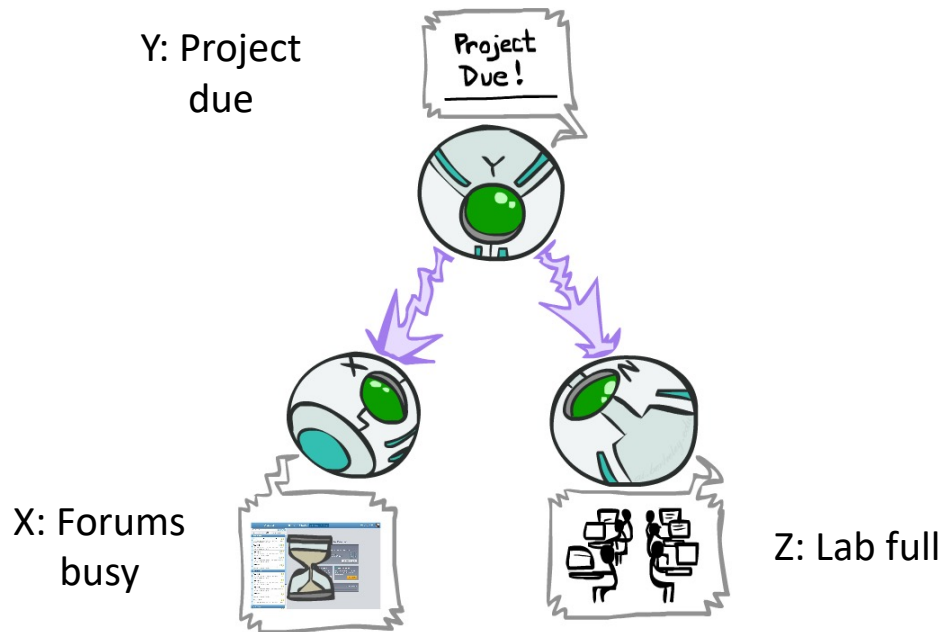 Y: Project
due
Project
Due!
Y
X
Z
X: Forums
busy
Z: Lab full